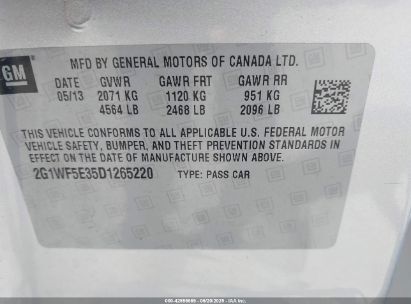 GM
MFD BY GENERAL MOTORS OF CANADA LTD.
DATE GVWR GAWR FRT GAWR RR
05/13 2071 KG 1120 KG 951 KG
4564 LB 2468 LB 2096 LB
THIS VEHICLE CONFORMS TO ALL APPLICABLE U.S. FEDERAL MOTOR
VEHICLE SAFETY, BUMPER, AND THEFT PREVENTION STANDARDS
IN EFFECT ON THE DATE OF MANUFACTURE SHOWN ABOVE.
2G1WF5E35D1265220 TYPE: PASS CAR